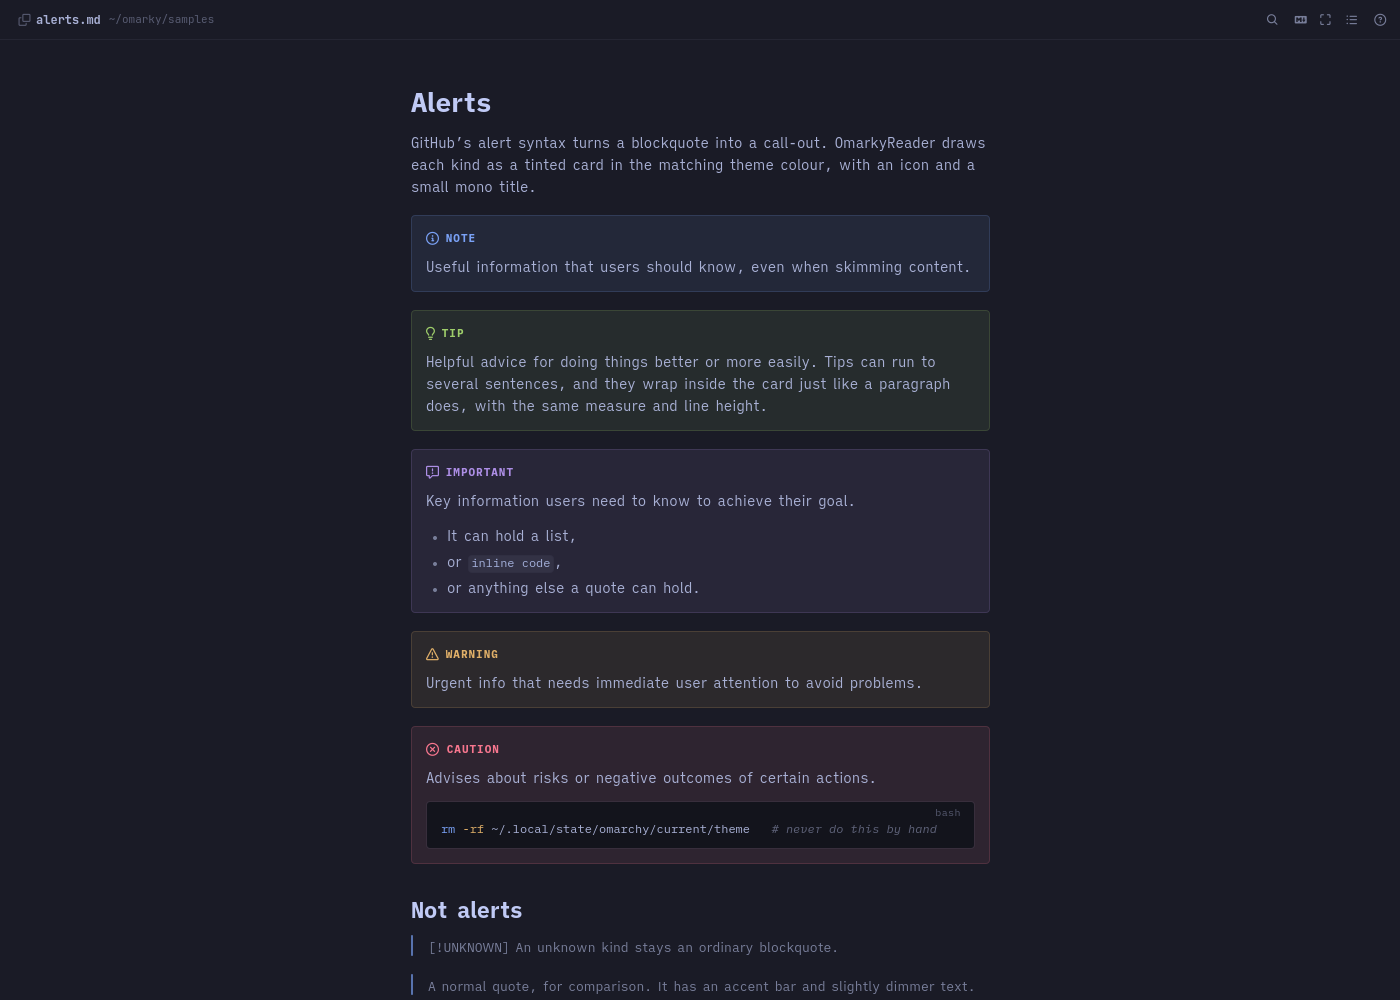 alerts.md ~/omarky/samples
Alerts
GitHub’s alert syntax turns a blockquote into a call-out. OmarkyReader draws
each kind as a tinted card in the matching theme colour, with an icon and a
small mono title.
NOTE
Useful information that users should know, even when skimming content.
TIP
Helpful advice for doing things better or more easily. Tips can run to
several sentences, and they wrap inside the card just like a paragraph
does, with the same measure and line height.
IMPORTANT
Key information users need to know to achieve their goal.
• It can hold a list,
• or inline code,
• or anything else a quote can hold.
WARNING
Urgent info that needs immediate user attention to avoid problems.
CAUTION
Advises about risks or negative outcomes of certain actions.
bash
rm -rf ~/.local/state/omarchy/current/theme   # never do this by hand
Not alerts
[!UNKNOWN] An unknown kind stays an ordinary blockquote.
A normal quote, for comparison. It has an accent bar and slightly dimmer text.